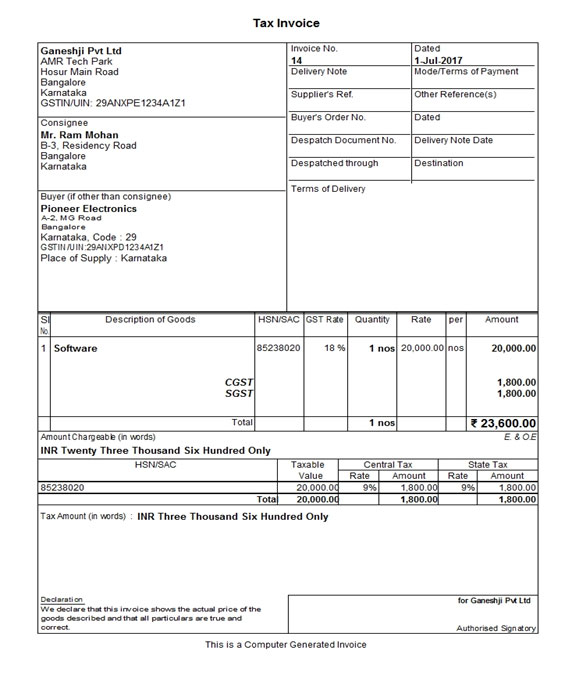 Tax Invoice
Ganeshji Pvt Ltd
AMR Tech Park
Hosur Main Road
Bangalore
Karnataka
GSTIN/UIN: 29ANXPE1234A1Z1
Invoice No.
14
Dated
1-Jul-2017
Delivery Note
Mode/Terms of Payment
Supplier's Ref.
Other Reference(s)
Consignee
Mr. Ram Mohan
B-3, Residency Road
Bangalore
Karnataka
Buyer's Order No.
Dated
Despatch Document No.
Delivery Note Date
Despatched through
Destination
Buyer (if other than consignee)
Pioneer Electronics
A-2, MG Road
Bangalore
Karnataka, Code : 29
GSTIN/UIN:29ANXPD1234A1Z1
Place of Supply : Karnataka
Terms of Delivery
Sl No. Description of Goods HSN/SAC GST Rate Quantity Rate per Amount
1 Software 85238020 18 % 1 nos 20,000.00 nos 20,000.00
CGST 1,800.00
SGST 1,800.00
Total 1 nos ₹ 23,600.00
Amount Chargeable (in words) E. & O.E
INR Twenty Three Thousand Six Hundred Only
HSN/SAC Taxable Value Central Tax State Tax
Rate Amount Rate Amount
85238020 20,000.00 9% 1,800.00 9% 1,800.00
Total 20,000.00 1,800.00 1,800.00
Tax Amount (in words) : INR Three Thousand Six Hundred Only
Declaration
We declare that this invoice shows the actual price of the
goods described and that all particulars are true and
correct.
for Ganeshji Pvt Ltd
Authorised Signatory
This is a Computer Generated Invoice